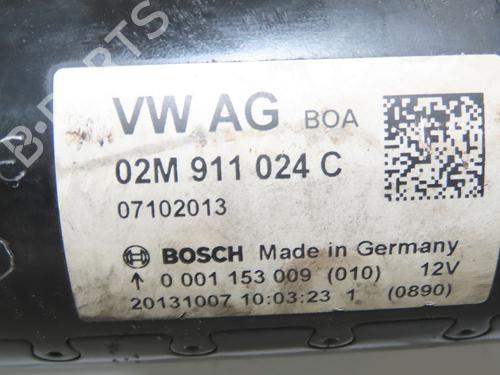 B-PARTS
VW AG BOA
02M 911 024 C
07102013
BOSCH Made in Germany
↑ 0 001 153 009 (010) 12V
20131007 10:03:23 1 (0890)